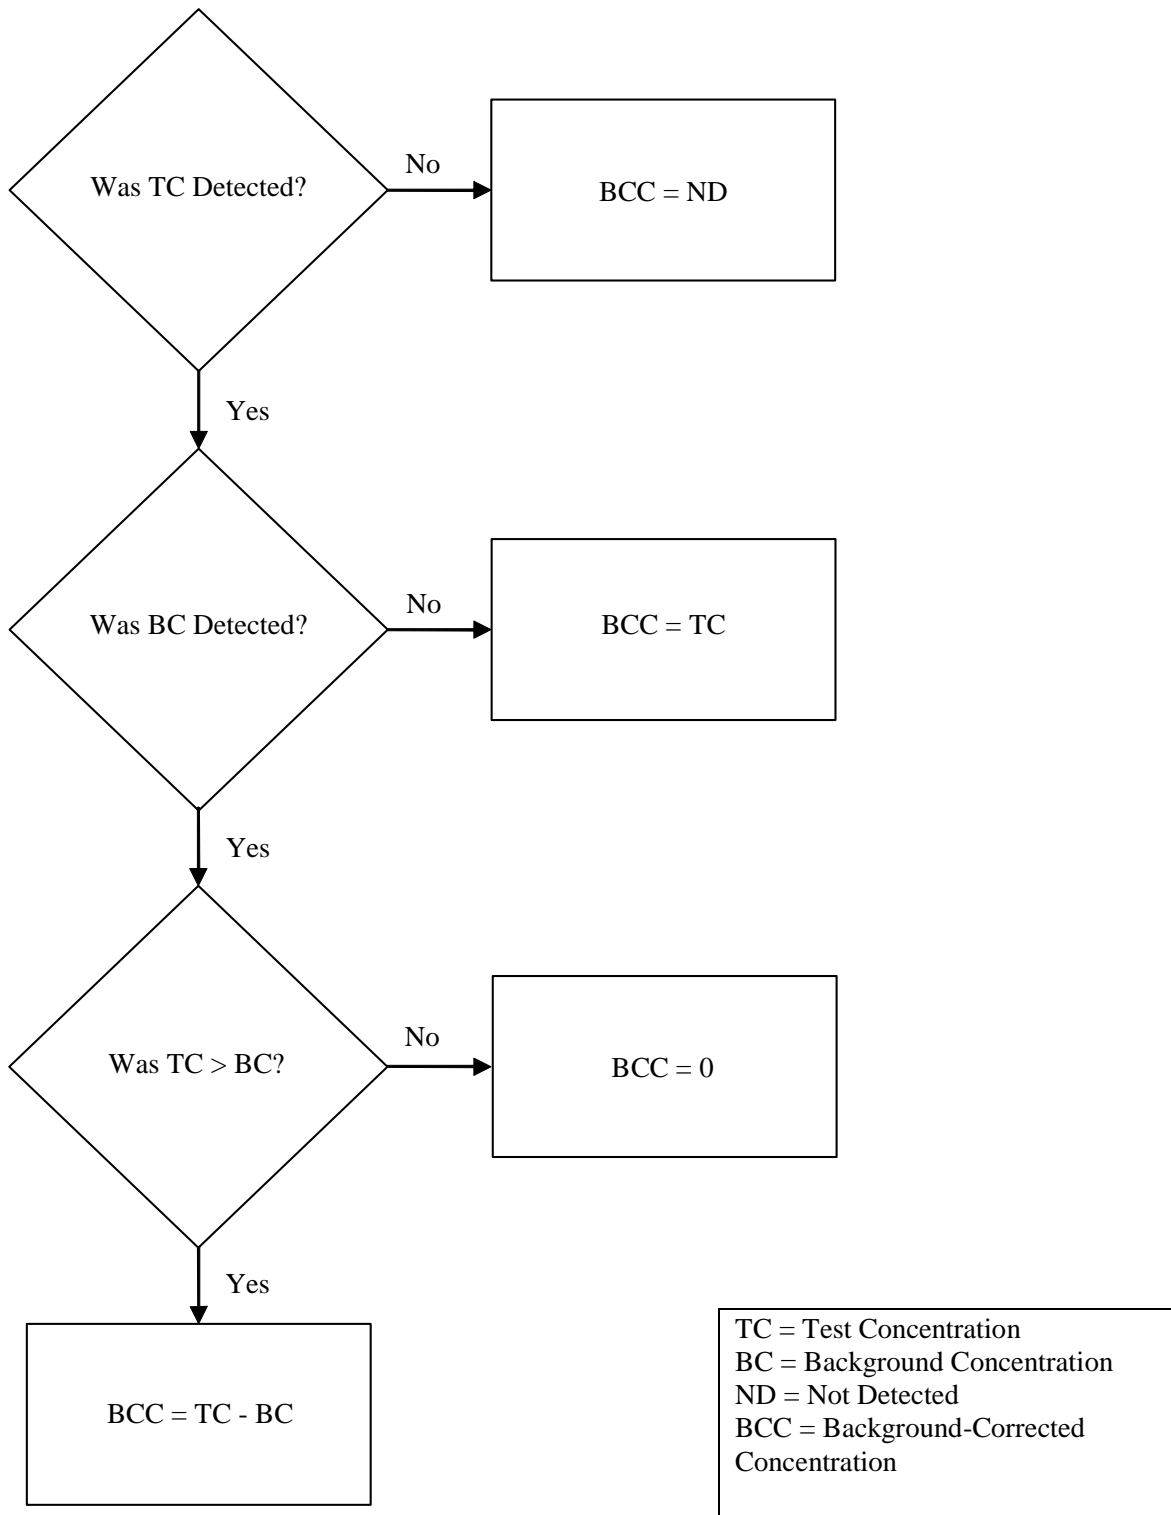 Was TC Detected?
No
BCC = ND
Yes
Was BC Detected?
No
BCC = TC
Yes
Was TC > BC?
No
BCC = 0
Yes
BCC = TC - BC
TC = Test Concentration
BC = Background Concentration
ND = Not Detected
BCC = Background-Corrected
Concentration